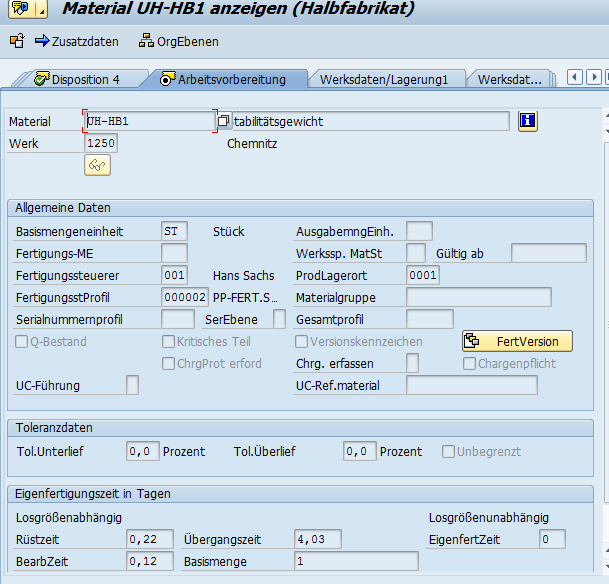 Material UH-HB1 anzeigen (Halbfabrikat)
Zusatzdaten OrgEbenen
Disposition 4 Arbeitsvorbereitung Werksdaten/Lagerung1 Werksdat...
Material UH-HB1 tabilitätsgewicht
Werk 1250 Chemnitz
Allgemeine Daten
Basismengeneinheit ST Stück AusgabemngEinh.
Fertigungs-ME Werkssp. MatSt Gültig ab
Fertigungssteuerer 001 Hans Sachs ProdLagerort 0001
FertigungsstProfil 000002 PP-FERT.S... Materialgruppe
Serialnummernprofil SerEbene Gesamtprofil
Q-Bestand Kritisches Teil Versionskennzeichen FertVersion
ChrgProt erford Chrg. erfassen Chargenpflicht
UC-Führung UC-Ref.material
Toleranzdaten
Tol.Unterlief 0,0 Prozent Tol.Überlief 0,0 Prozent Unbegrenzt
Eigenfertigungszeit in Tagen
Losgrößenabhängig Losgrößenunabhängig
Rüstzeit 0,22 Übergangszeit 4,03 EigenfertZeit 0
BearbZeit 0,12 Basismenge 1